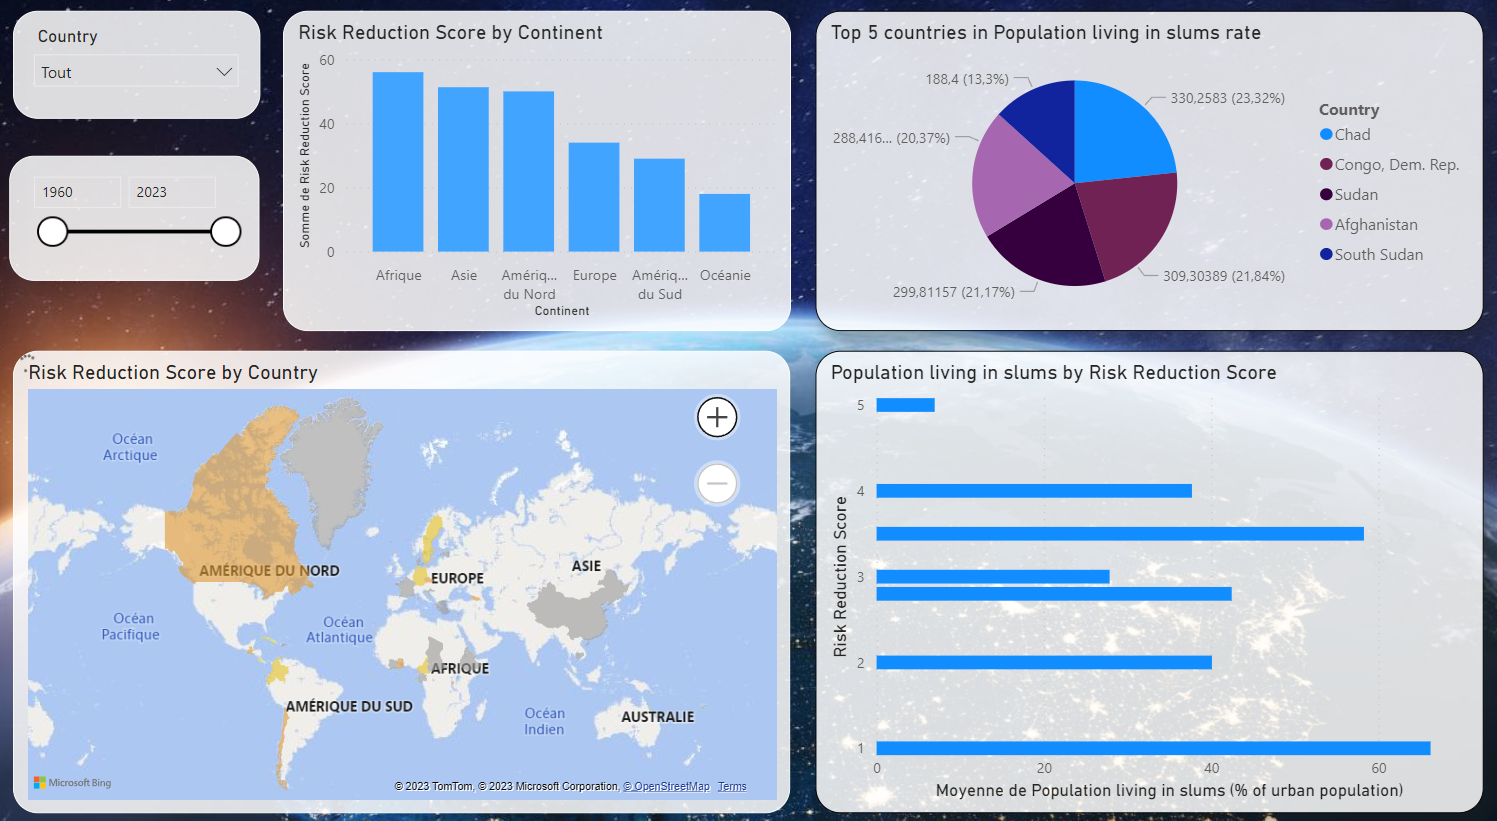 Country
Tout
1960
2023
Risk Reduction Score by Continent
Somme de Risk Reduction Score
60
40
20
0
Afrique
Asie
Amériq...
du Nord
Europe
Amériq...
du Sud
Océanie
Continent
Top 5 countries in Population living in slums rate
188,4 (13,3%)
330,2583 (23,32%)
288,416... (20,37%)
299,81157 (21,17%)
309,30389 (21,84%)
Country
Chad
Congo, Dem. Rep.
Sudan
Afghanistan
South Sudan
Risk Reduction Score by Country
Océan
Arctique
AMÉRIQUE DU NORD
EUROPE
ASIE
Océan
Pacifique
Océan
Atlantique
AFRIQUE
AMÉRIQUE DU SUD
Océan
Indien
AUSTRALIE
Microsoft Bing
© 2023 TomTom, © 2023 Microsoft Corporation, © OpenStreetMap Terms
Population living in slums by Risk Reduction Score
Risk Reduction Score
5
4
3
2
1
0
20
40
60
Moyenne de Population living in slums (% of urban population)